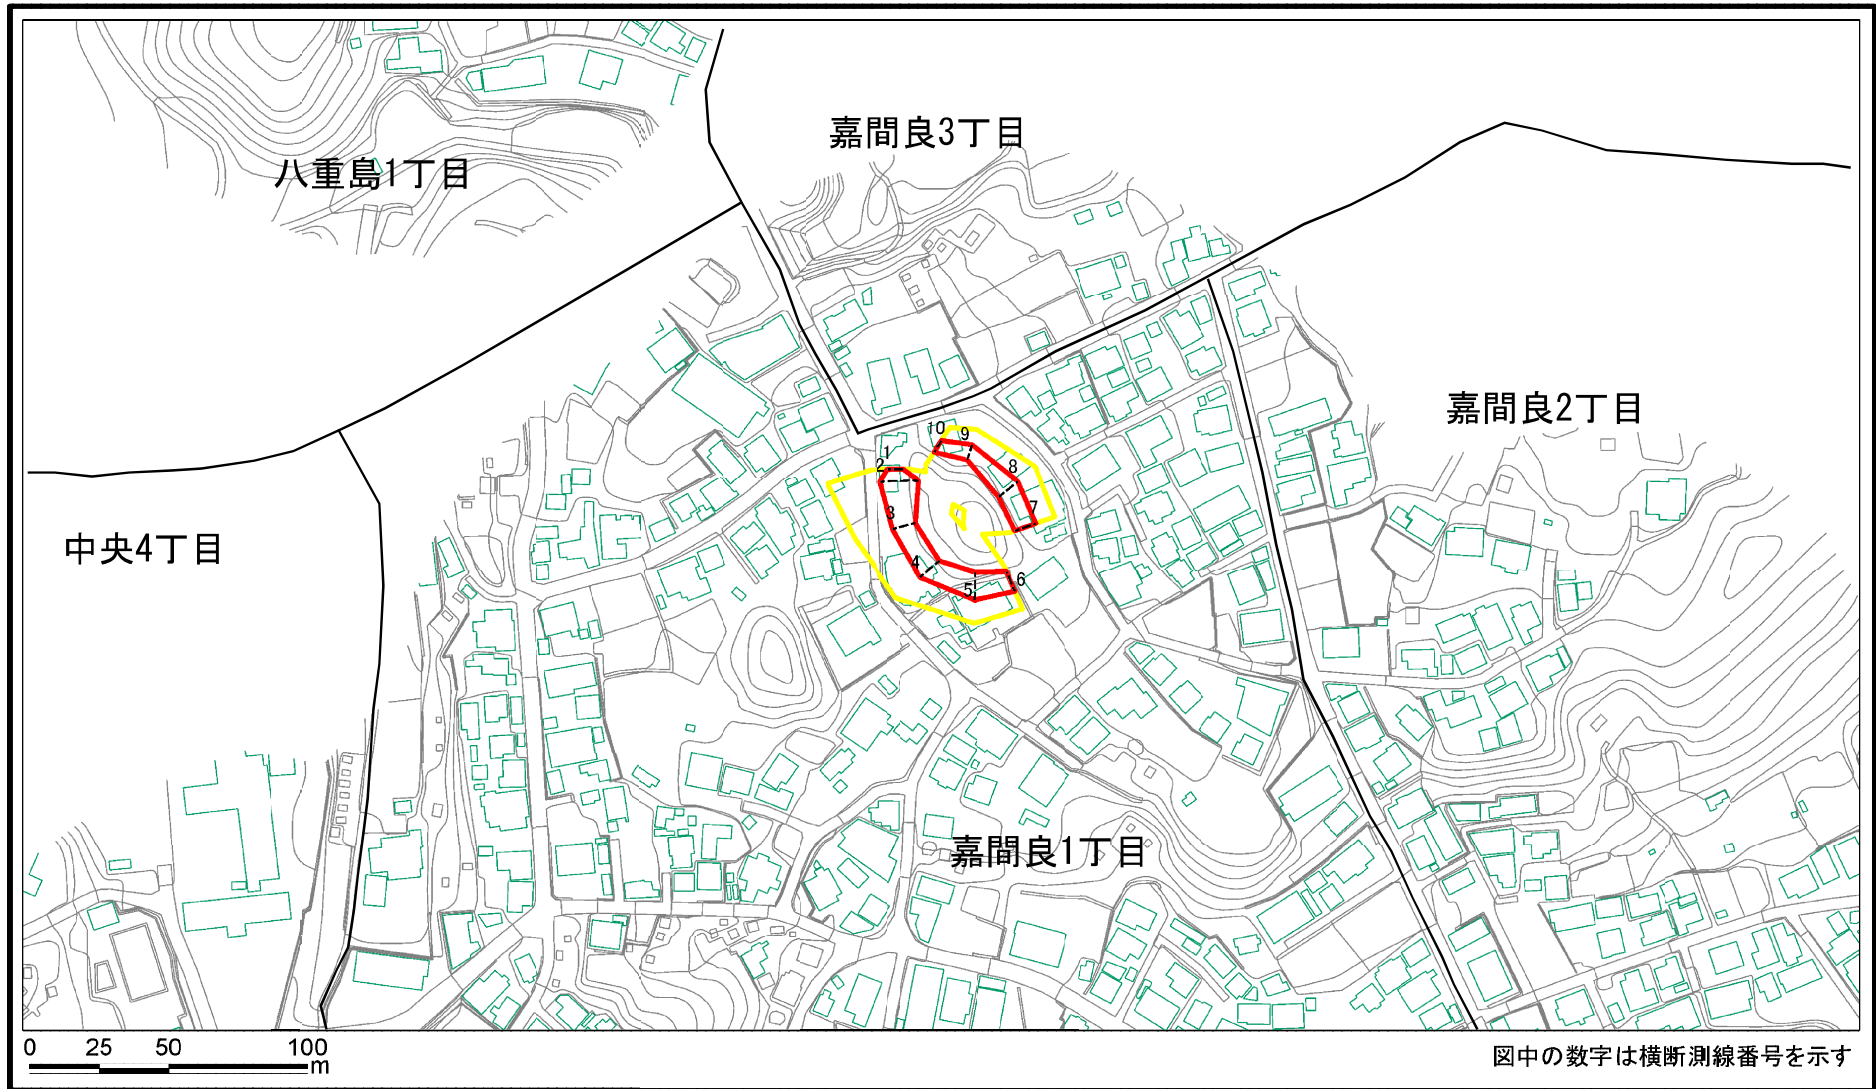 嘉間良3丁目
八重島1丁目
嘉間良2丁目
10 9
1
2 8
3 7
中央4丁目
4
5 6
嘉間良1丁目
0 25 50 100
m
図中の数字は横断測線番号を示す